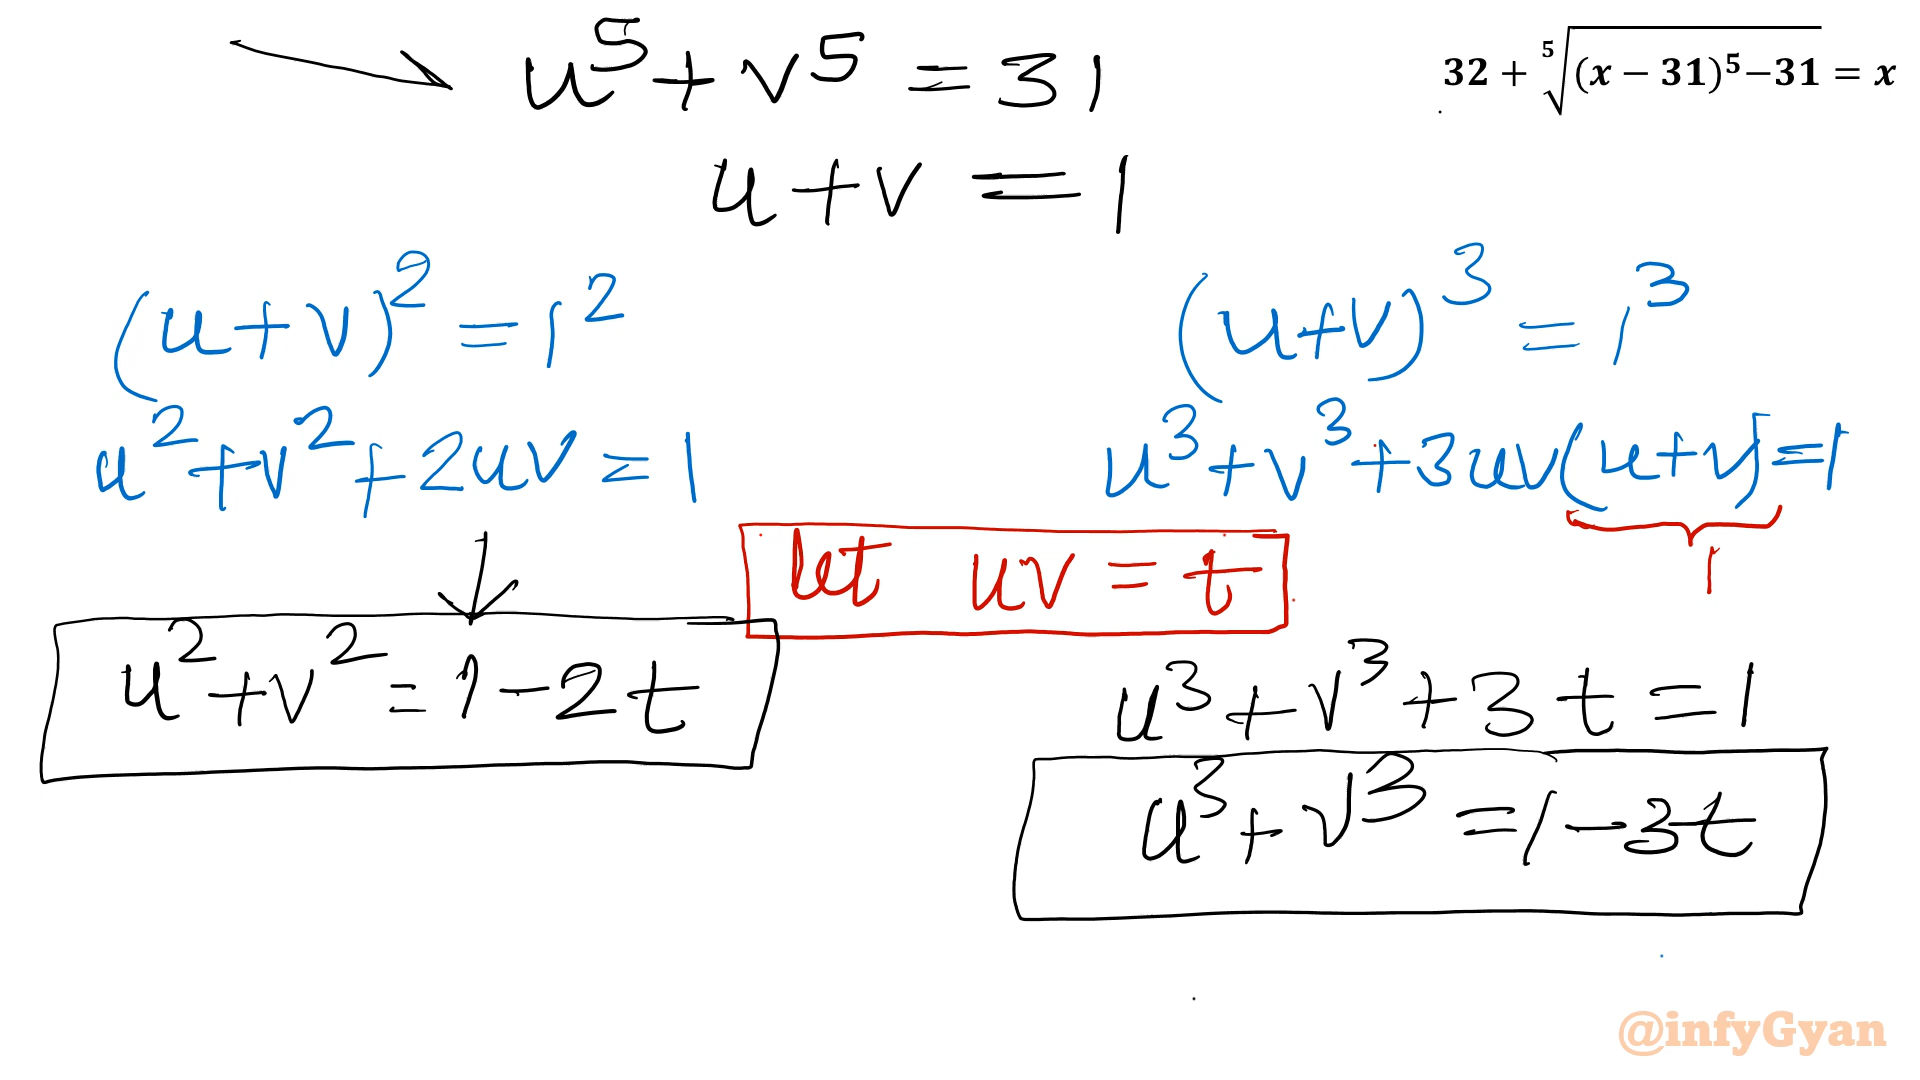 u⁵ + v⁵ = 31
32 + ⁵√((x − 31)⁵−31) = x
u + v = 1
(u + v)² = 1²
(u+v)³ = 1³
u² + v² + 2uv = 1
u³ + v³ + 3uv(u+v) = 1
1
let uv = t
u² + v² = 1 − 2t
u³ + v³ + 3t = 1
u³ + v³ = 1 − 3t
@infyGyan